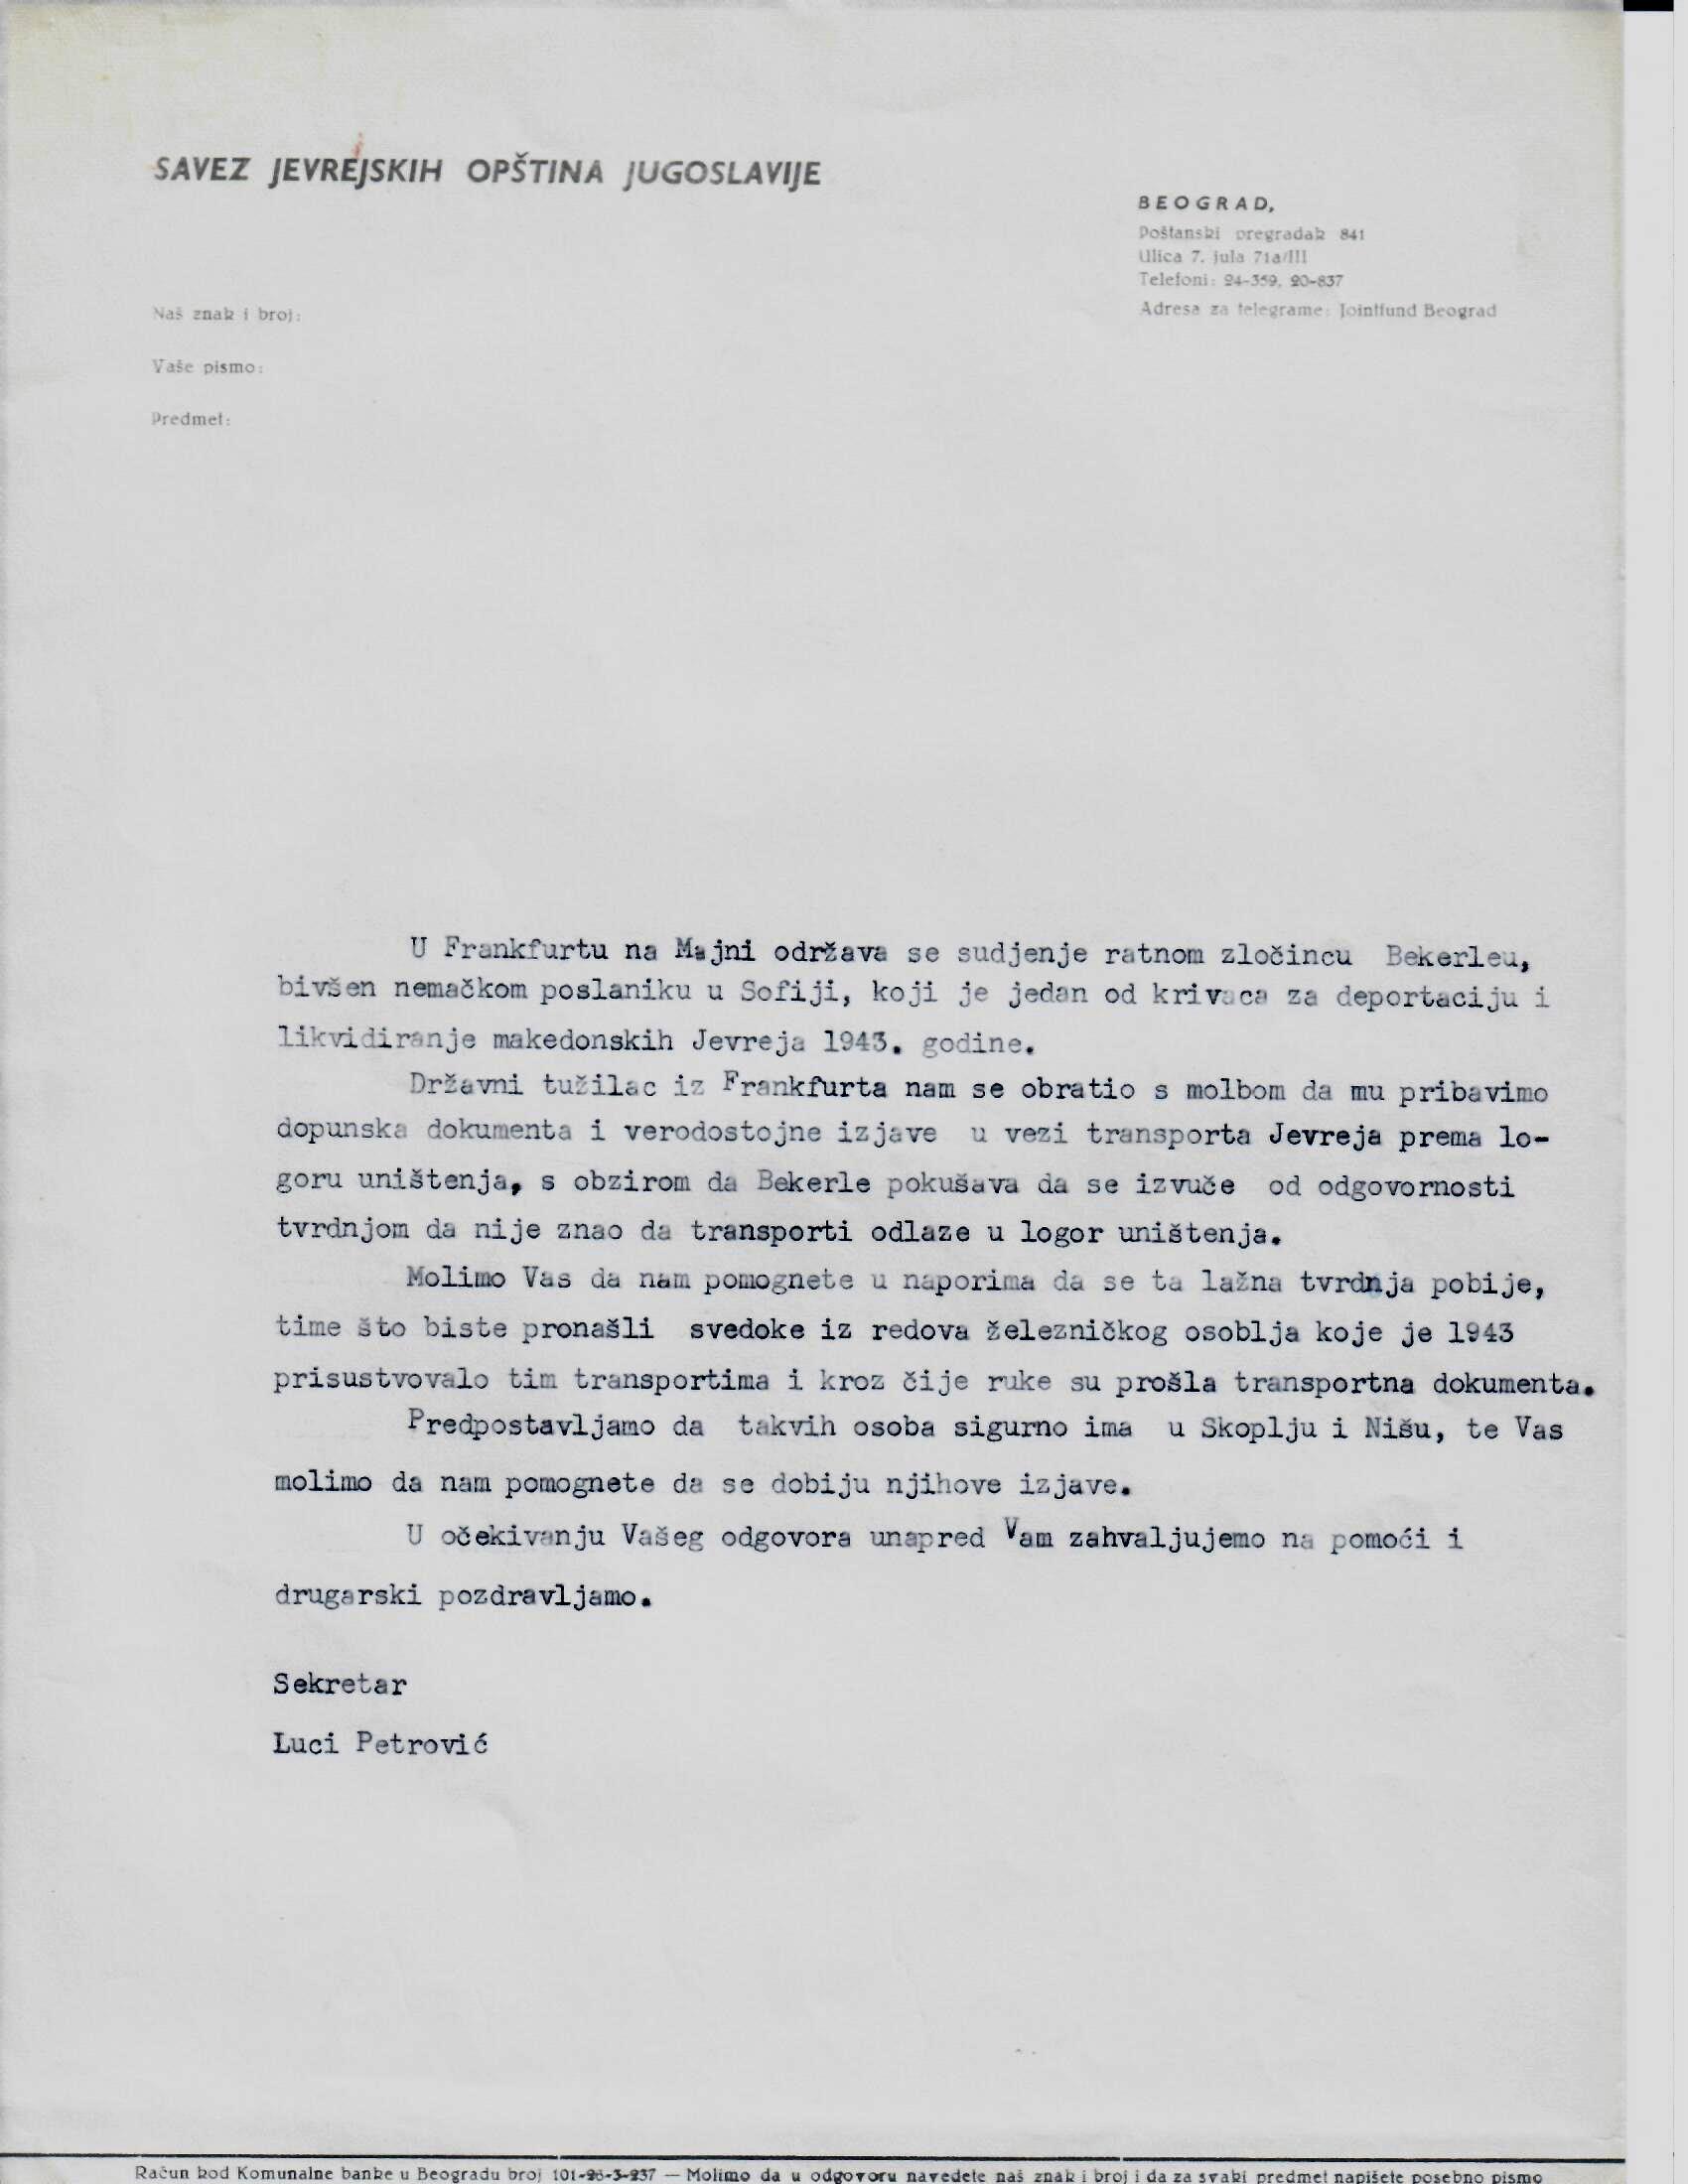 SAVEZ JEVREJSKIH OPŠTINA JUGOSLAVIJE
BEOGRAD,
Poštanski pregradak 841
Ulica 7. jula 71a/III
Telefoni: 24-359, 20-837
Adresa za telegrame: Jointfund Beograd
Naš znak i broj:
Vaše pismo:
Predmet:
U Frankfurtu na Majni održava se sudjenje ratnom zločincu Bekerleu,
bivšen nemačkom poslaniku u Sofiji, koji je jedan od krivaca za deportaciju i
likvidiranje makedonskih Jevreja 1943. godine.
Državni tužilac iz Frankfurta nam se obratio s molbom da mu pribavimo
dopunska dokumenta i verodostojne izjave u vezi transporta Jevreja prema lo-
goru uništenja, s obzirom da Bekerle pokušava da se izvuče od odgovornosti
tvrdnjom da nije znao da transporti odlaze u logor uništenja.
Molimo Vas da nam pomognete u naporima da se ta lažna tvrdnja pobije,
time što biste pronašli svedoke iz redova železničkog osoblja koje je 1943
prisustvovalo tim transportima i kroz čije ruke su prošla transportna dokumenta.
Predpostavljamo da takvih osoba sigurno ima u Skoplju i Nišu, te Vas
molimo da nam pomognete da se dobiju njihove izjave.
U očekivanju Vašeg odgovora unapred Vam zahvaljujemo na pomoći i
drugarski pozdravljamo.
Sekretar
Luci Petrović
Račun kod Komunalne banke u Beogradu broj 101-26-3-237 — Molimo da u odgovoru navedete naš znak i broj i da za svaki predmet napišete posebno pismo